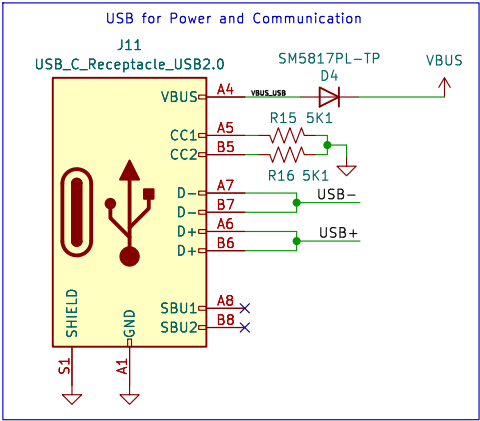 USB for Power and Communication
J11
USB_C_Receptacle_USB2.0
SM5817PL-TP
D4
VBUS
VBUS
A4
VBUS_USB
CC1
A5
R15 5K1
CC2
B5
R16 5K1
D-
A7
USB-
D-
B7
D+
A6
USB+
D+
B6
SBU1
A8
SBU2
B8
SHIELD
GND
S1
A1